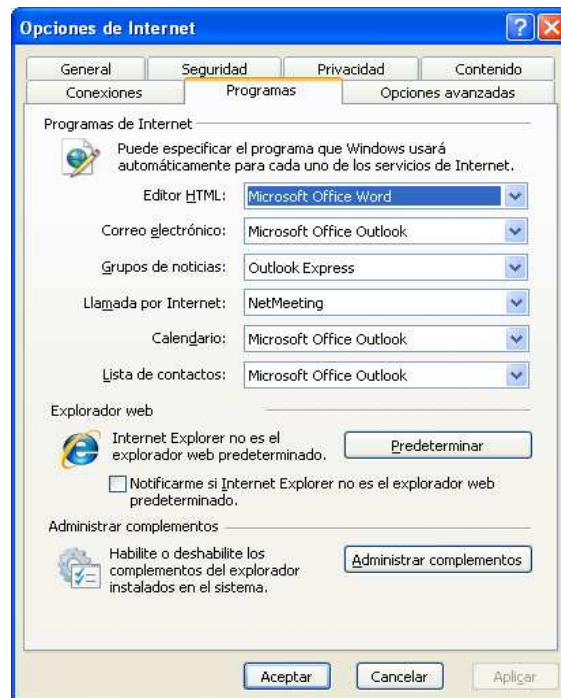 Opciones de Internet
General Seguridad Privacidad Contenido
Conexiones Programas Opciones avanzadas
Programas de Internet
Puede especificar el programa que Windows usará
automáticamente para cada uno de los servicios de Internet.
Editor HTML: Microsoft Office Word
Correo electrónico: Microsoft Office Outlook
Grupos de noticias: Outlook Express
Llamada por Internet: NetMeeting
Calendario: Microsoft Office Outlook
Lista de contactos: Microsoft Office Outlook
Explorador web
Internet Explorer no es el
explorador web predeterminado.
Predeterminar
Notificarme si Internet Explorer no es el explorador web
predeterminado.
Administrar complementos
Habilite o deshabilite los
complementos del explorador
instalados en el sistema.
Administrar complementos
Aceptar Cancelar Aplicar